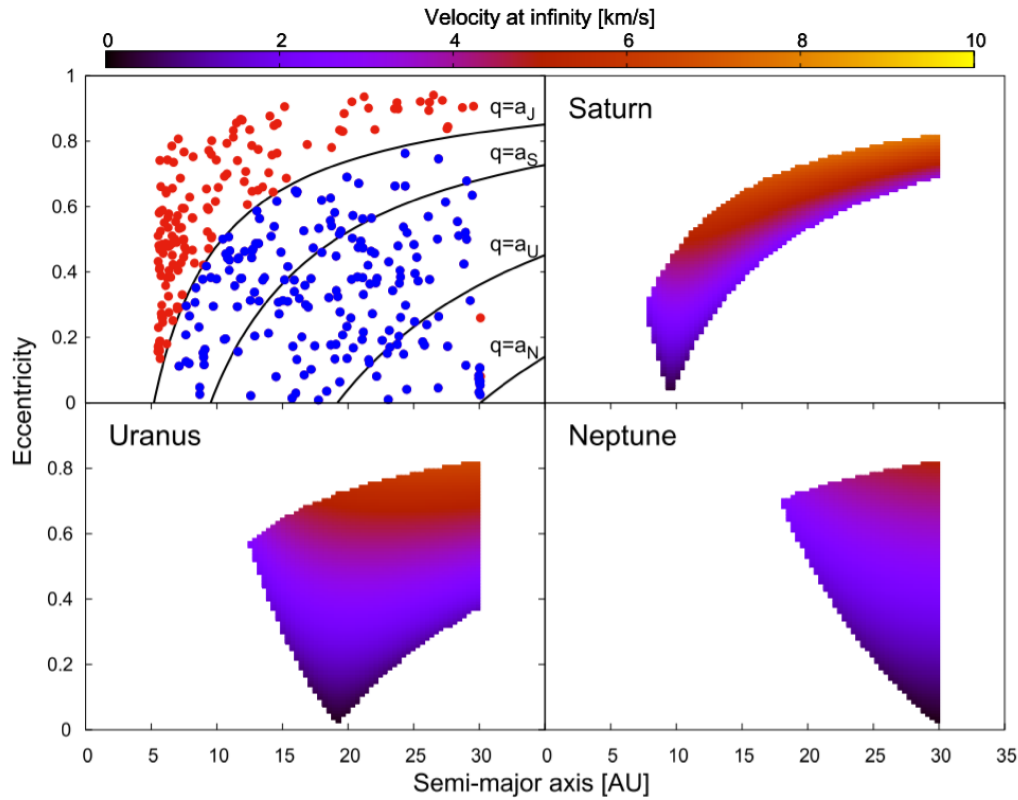 Velocity at infinity [km/s]
0 2 4 6 8 10
Eccentricity
1
0.8
0.6
0.4
0.2
0
q=a_J
q=a_S
q=a_U
q=a_N
Saturn
Uranus
0.8
0.6
0.4
0.2
0
0 5 10 15 20 25 30
Neptune
0 5 10 15 20 25 30 35
Semi-major axis [AU]